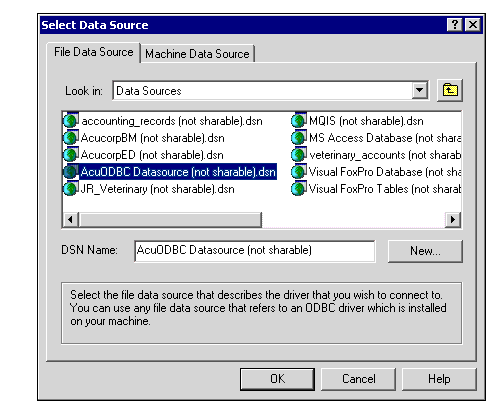 Select Data Source
File Data Source Machine Data Source
Look in: Data Sources
accounting_records (not sharable).dsn
AcucorpBM (not sharable).dsn
AcucorpED (not sharable).dsn
AcuODBC Datasource (not sharable).dsn
JR_Veterinary (not sharable).dsn
MQIS (not sharable).dsn
MS Access Database (not shara
veterinary_accounts (not sharab
Visual FoxPro Database (not sha
Visual FoxPro Tables (not sharab
DSN Name: AcuODBC Datasource (not sharable) New...
Select the file data source that describes the driver that you wish to connect to.
You can use any file data source that refers to an ODBC driver which is installed
on your machine.
OK Cancel Help